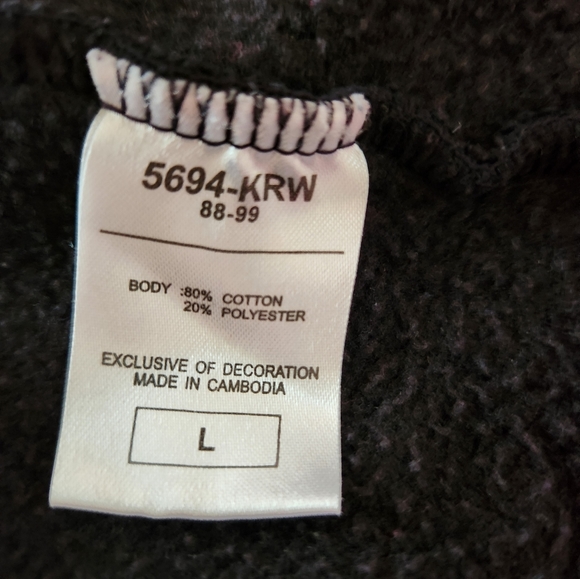 5694-KRW
88-99
BODY :80% COTTON
20% POLYESTER
EXCLUSIVE OF DECORATION
MADE IN CAMBODIA
L